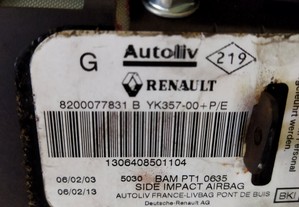 G Autoliv 219
RENAULT
8200077831 B YK357-00+P/E
1306408501104
06/02/03 5030 BAM PT1 0635
06/02/13 SIDE IMPACT AIRBAG
AUTOLIV FRANCE-LIVBAG PONT DE BUIS BKI
Deutsche Renault AG